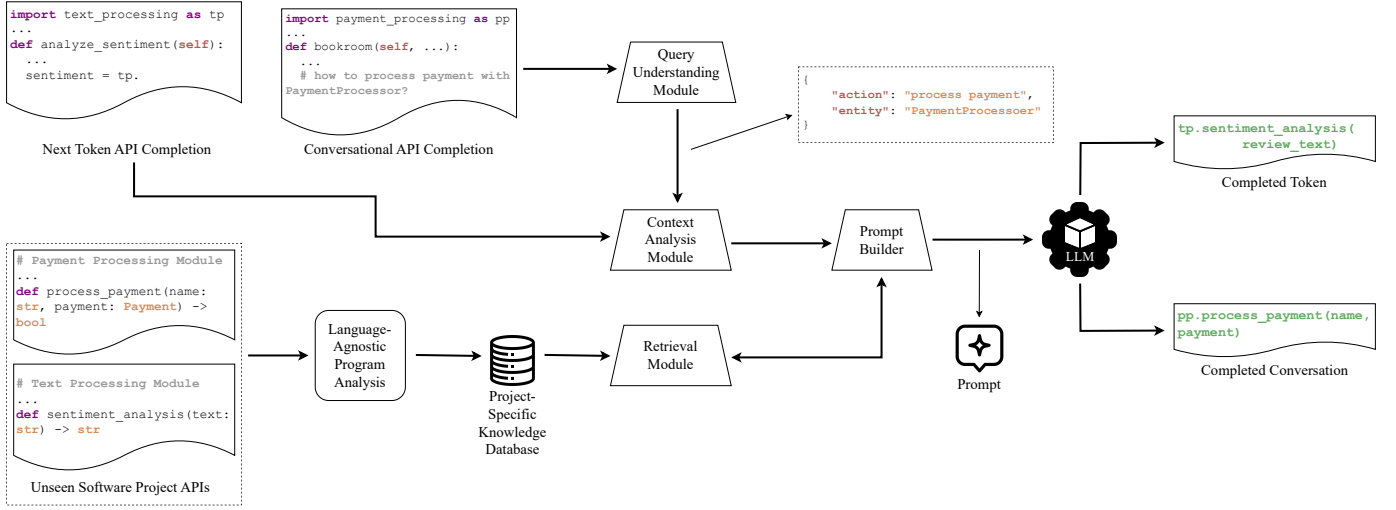 import text_processing as tp
...
def analyze_sentiment(self):
...
sentiment = tp.
Next Token API Completion
import payment_processing as pp
...
def bookroom(self, ...):
...
# how to process payment with
PaymentProcessor?
Conversational API Completion
Query
Understanding
Module
{
"action": "process payment",
"entity": "PaymentProcessoer"
}
tp.sentiment_analysis(
review_text)
Completed Token
Context
Analysis
Module
Prompt
Builder
LLM
# Payment Processing Module
...
def process_payment(name:
str, payment: Payment) ->
bool
# Text Processing Module
...
def sentiment_analysis(text:
str) -> str
Unseen Software Project APIs
Language-
Agnostic
Program
Analysis
Project-
Specific
Knowledge
Database
Retrieval
Module
Prompt
pp.process_payment(name,
payment)
Completed Conversation